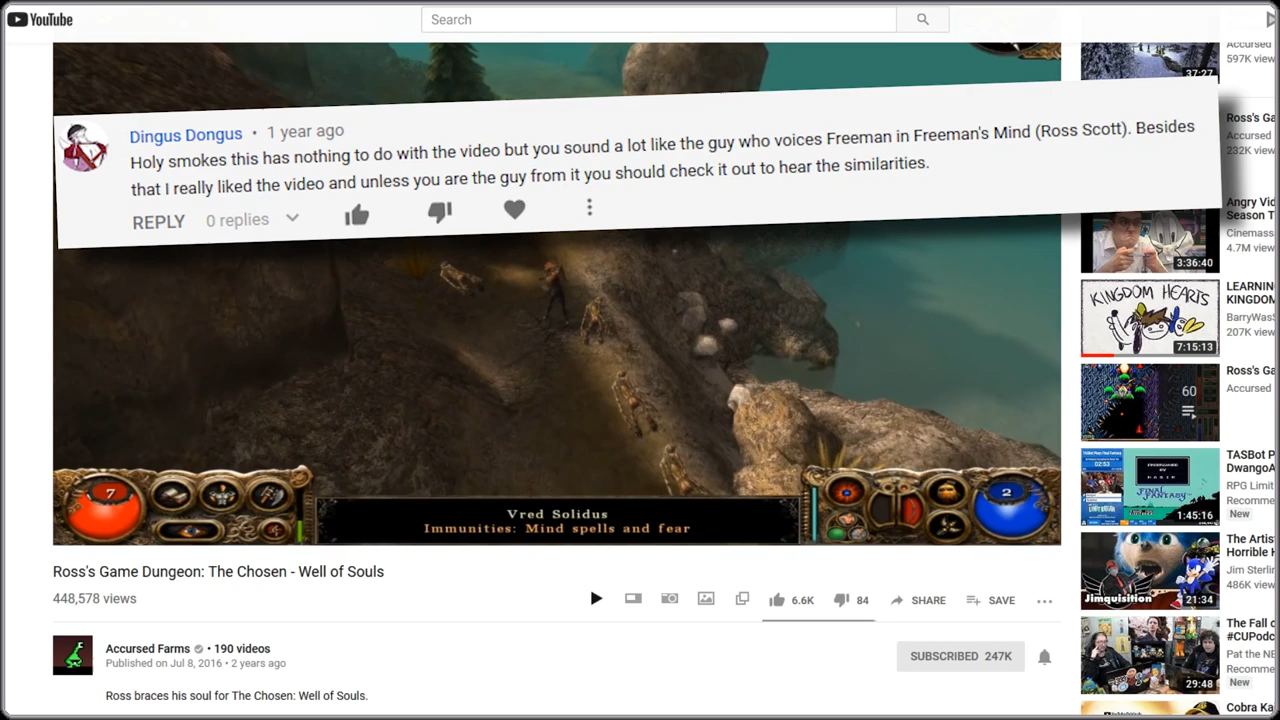 YouTube
Search
Dingus Dongus • 1 year ago
Holy smokes this has nothing to do with the video but you sound a lot like the guy who voices Freeman in Freeman's Mind (Ross Scott). Besides
that I really liked the video and unless you are the guy from it you should check it out to hear the similarities.
REPLY 0 replies
7
2
Vred Solidus
Immunities: Mind spells and fear
Ross's Game Dungeon: The Chosen - Well of Souls
448,578 views
6.6K 84 SHARE SAVE
Accursed Farms • 190 videos
Published on Jul 8, 2016 • 2 years ago
SUBSCRIBED 247K
Ross braces his soul for The Chosen: Well of Souls.
Accursed
597K view
37:27
Ross's Ga
Accursed
232K view
Angry Vid
Season T
Cinemass
4.7M view
3:36:40
KINGDOM HEARTS
7:15:13
LEARNIN
KINGDOM
BarryWasS
207K view
60
Ross's Ga
Accursed
FINAL FANTASY
1:45:16
TASBot P
DwangoA
RPG Limit
Recomme
New
Jimquisition
21:34
The Artis
Horrible H
Jim Sterlin
486K view
29:48
The Fall o
#CUPodc
Pat the NE
Recomme
New
Cobra Ka